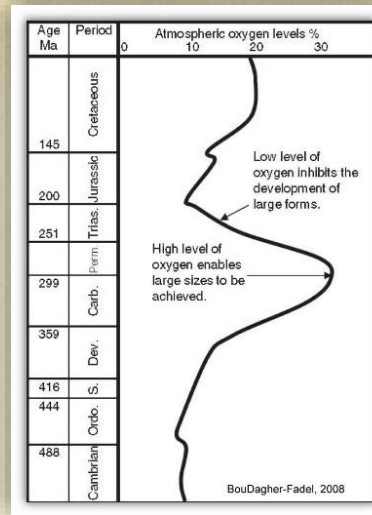 Age
Ma
Period
Atmospheric oxygen levels %
0 10 20 30
Cretaceous
145
Jurassic
200
Trias.
251
Perm.
299
Carb.
359
Dev.
416
S.
444
Ordo.
488
Cambrian
Low level of
oxygen inhibits the
development of
large forms.
High level of
oxygen enables
large sizes to be
achieved.
BouDagher-Fadel, 2008